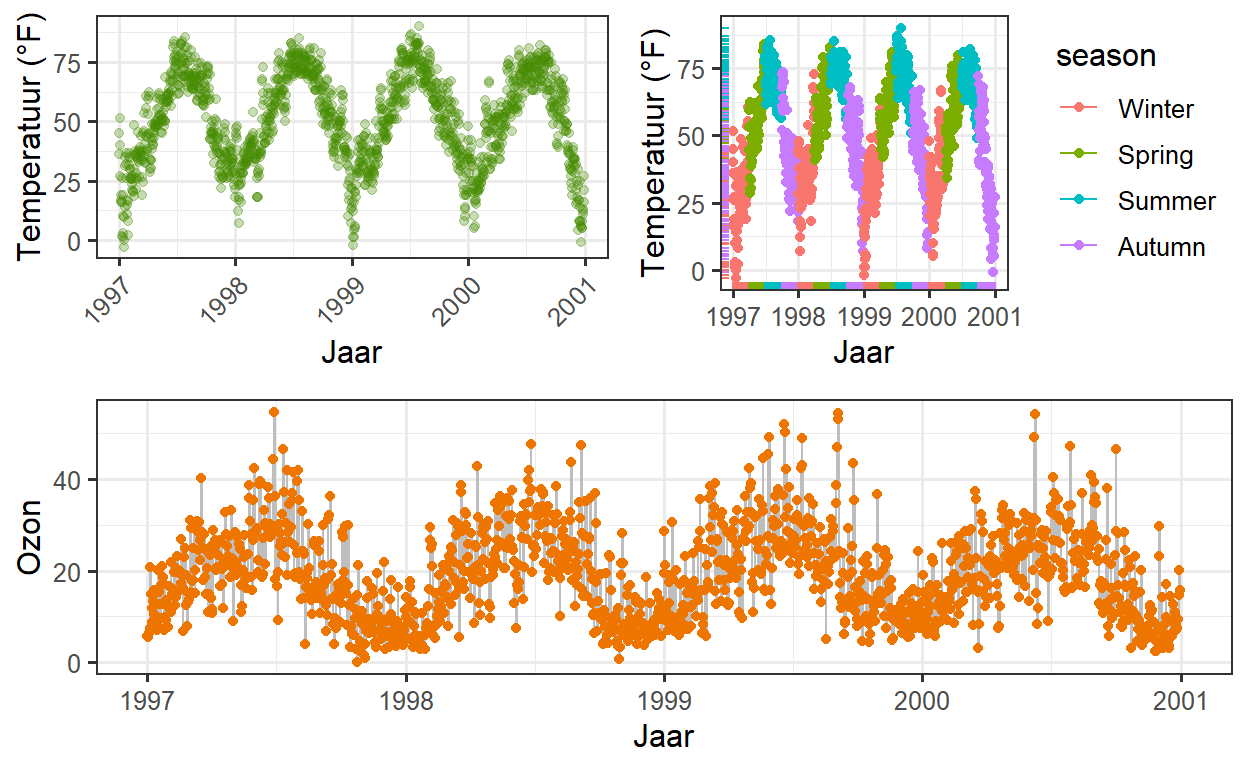 Temperatuur (°F)
75
50
25
0
1997
1998
1999
2000
2001
Jaar
Temperatuur (°F)
75
50
25
0
1997 1998 1999 2000 2001
Jaar
season
Winter
Spring
Summer
Autumn
Ozon
40
20
0
1997 1998 1999 2000 2001
Jaar